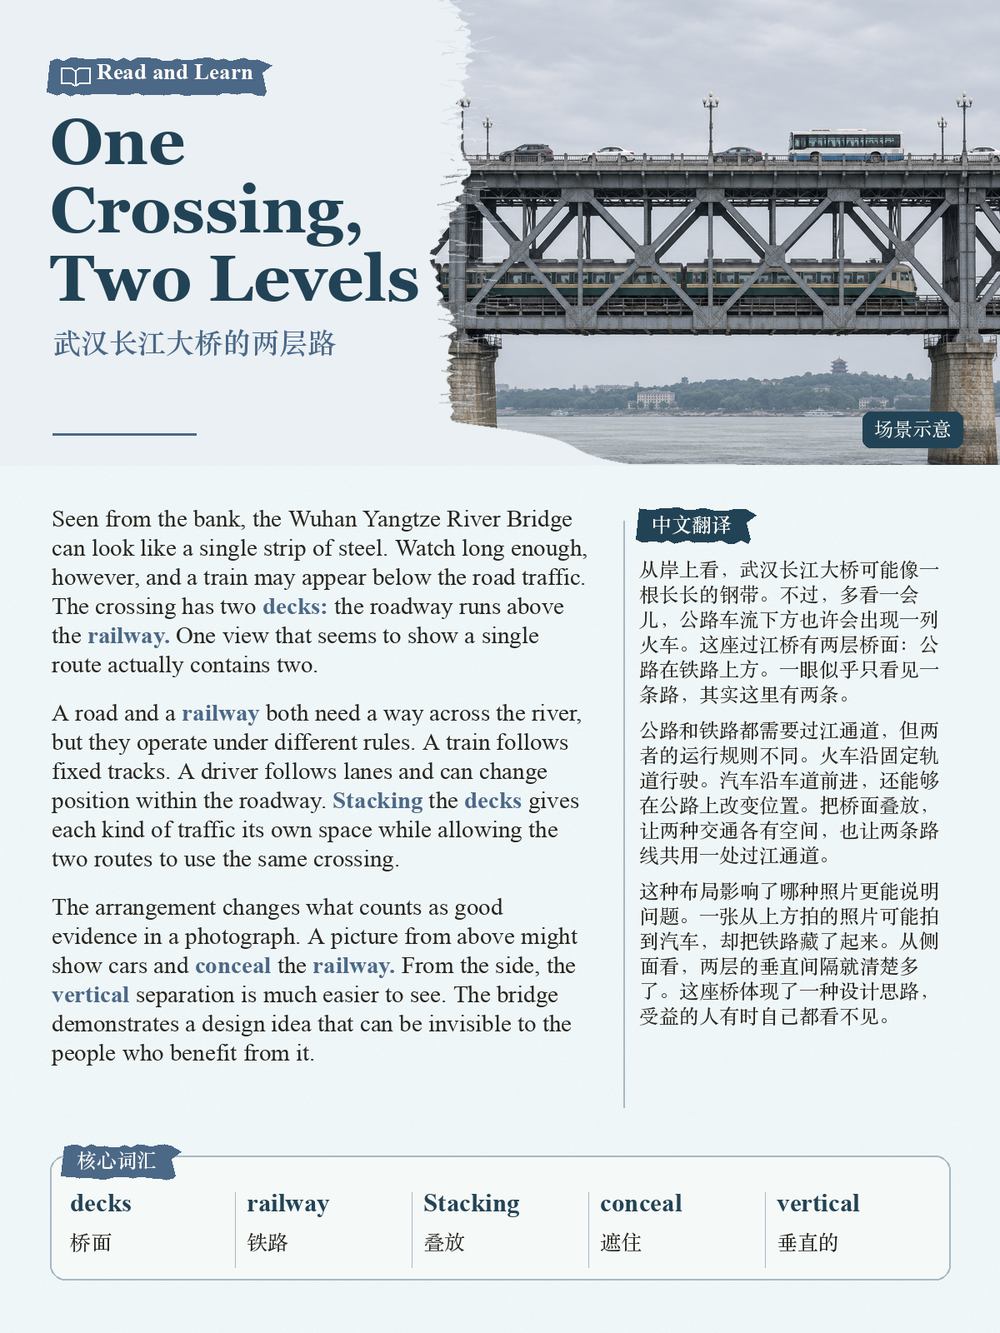 Read and Learn
One
Crossing,
Two Levels
武汉长江大桥的两层路
场景示意
Seen from the bank, the Wuhan Yangtze River Bridge
can look like a single strip of steel. Watch long enough,
however, and a train may appear below the road traffic.
The crossing has two decks: the roadway runs above
the railway. One view that seems to show a single
route actually contains two.
A road and a railway both need a way across the river,
but they operate under different rules. A train follows
fixed tracks. A driver follows lanes and can change
position within the roadway. Stacking the decks gives
each kind of traffic its own space while allowing the
two routes to use the same crossing.
The arrangement changes what counts as good
evidence in a photograph. A picture from above might
show cars and conceal the railway. From the side, the
vertical separation is much easier to see. The bridge
demonstrates a design idea that can be invisible to the
people who benefit from it.
中文翻译
从岸上看，武汉长江大桥可能像一
根长长的钢带。不过，多看一会
儿，公路车流下方也许会出现一列
火车。这座过江桥有两层桥面：公
路在铁路上方。一眼似乎只看见一
条路，其实这里有两条。
公路和铁路都需要过江通道，但两
者的运行规则不同。火车沿固定轨
道行驶。汽车沿车道前进，还能够
在公路上改变位置。把桥面叠放，
让两种交通各有空间，也让两条路
线共用一处过江通道。
这种布局影响了哪种照片更能说明
问题。一张从上方拍的照片可能拍
到汽车，却把铁路藏了起来。从侧
面看，两层的垂直间隔就清楚多
了。这座桥体现了一种设计思路，
受益的人有时自己都看不见。
核心词汇
decks
桥面
railway
铁路
Stacking
叠放
conceal
遮住
vertical
垂直的